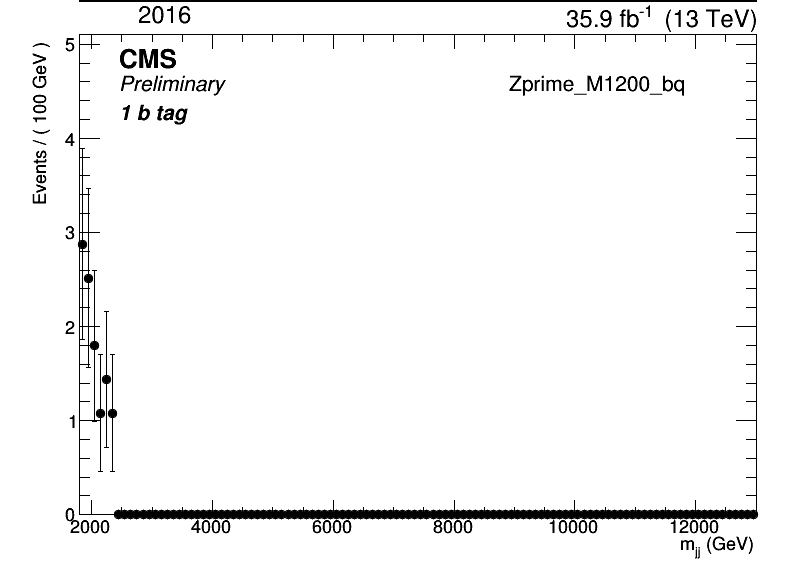 2016
35.9 fb-1 (13 TeV)
CMS
Preliminary
1 b tag
Zprime_M1200_bq
Events / ( 100 GeV )
5
4
3
2
1
0
2000 4000 6000 8000 10000 12000
mjj (GeV)